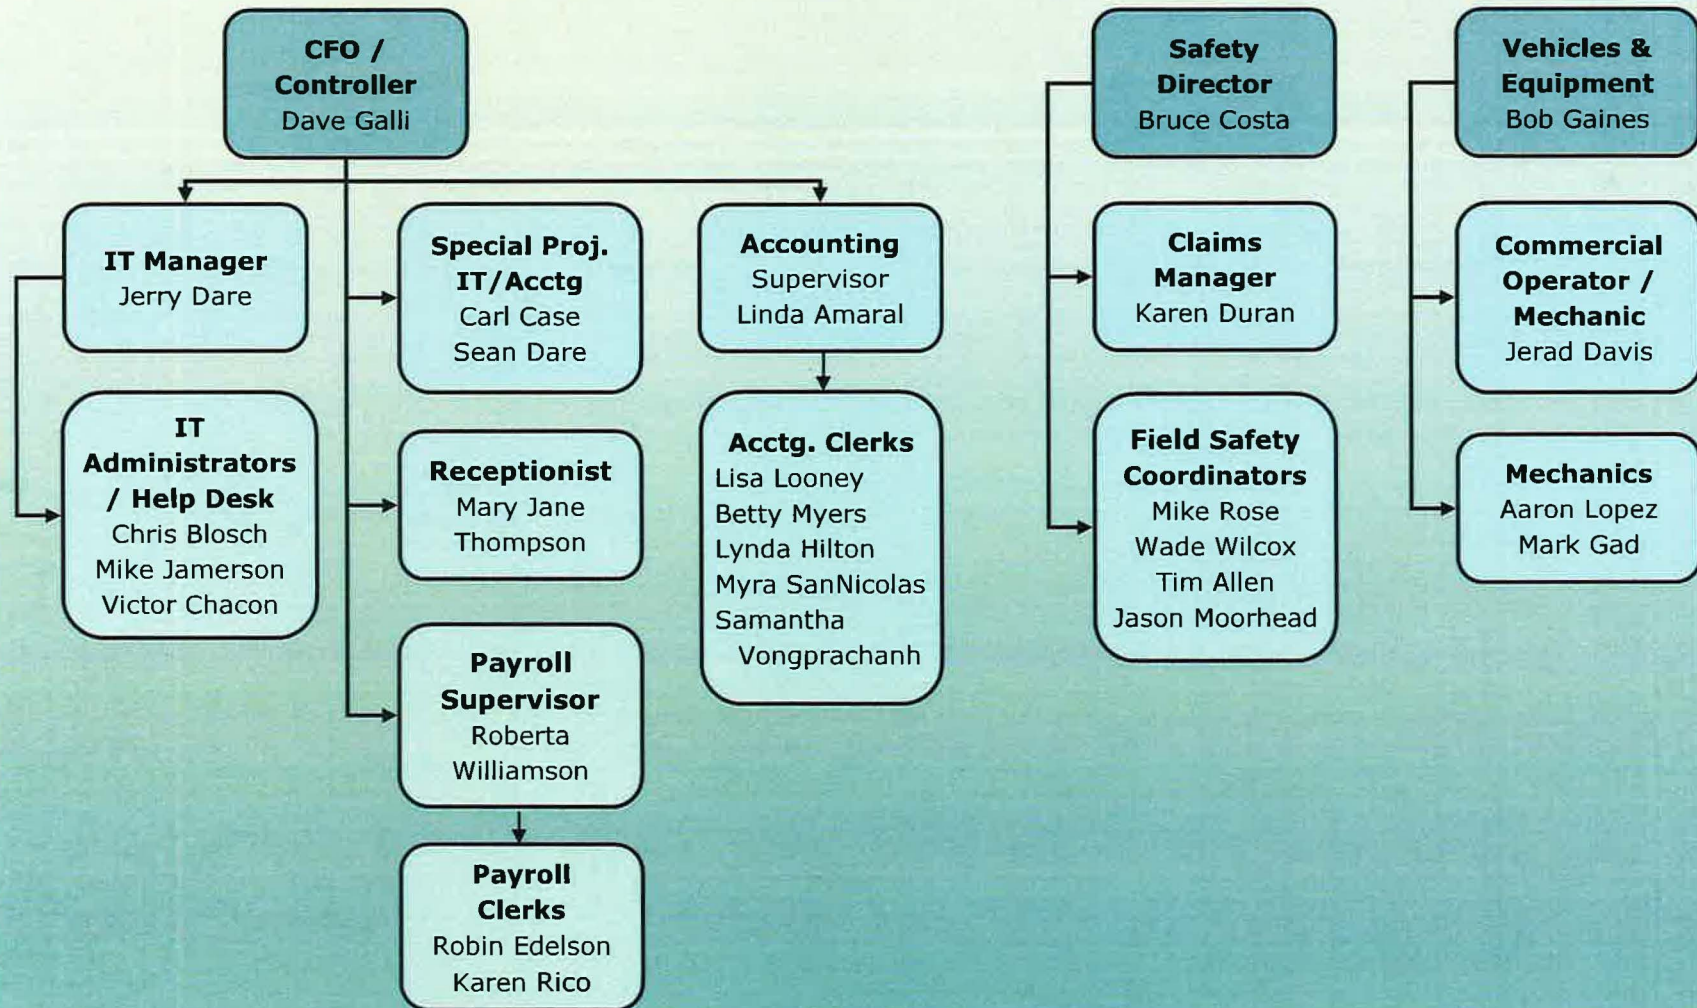 CFO /
Controller
Dave Galli
IT Manager
Jerry Dare
IT
Administrators
/ Help Desk
Chris Blosch
Mike Jamerson
Victor Chacon
Special Proj.
IT/Acctg
Carl Case
Sean Dare
Receptionist
Mary Jane
Thompson
Payroll
Supervisor
Roberta
Williamson
Payroll
Clerks
Robin Edelson
Karen Rico
Accounting
Supervisor
Linda Amaral
Acctg. Clerks
Lisa Looney
Betty Myers
Lynda Hilton
Myra SanNicolas
Samantha
Vongprachanh
Safety
Director
Bruce Costa
Claims
Manager
Karen Duran
Field Safety
Coordinators
Mike Rose
Wade Wilcox
Tim Allen
Jason Moorhead
Vehicles &
Equipment
Bob Gaines
Commercial
Operator /
Mechanic
Jerad Davis
Mechanics
Aaron Lopez
Mark Gad